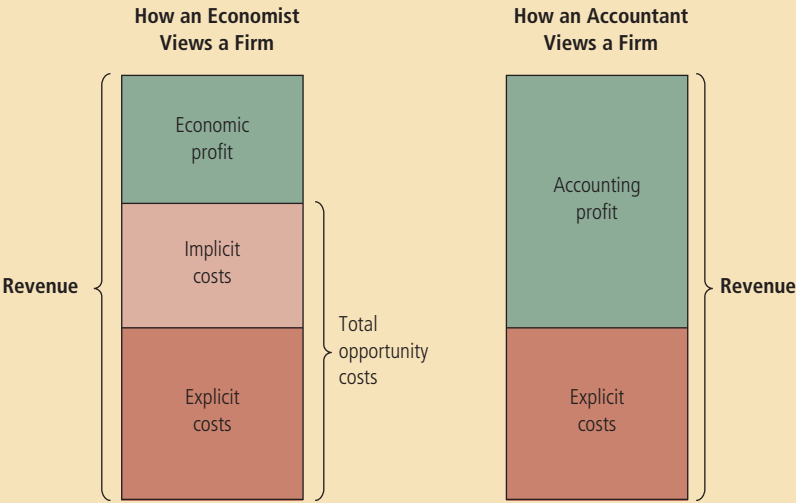 How an Economist
Views a Firm
Economic
profit
Implicit
costs
Revenue
Total
opportunity
costs
Explicit
costs
How an Accountant
Views a Firm
Accounting
profit
Revenue
Explicit
costs